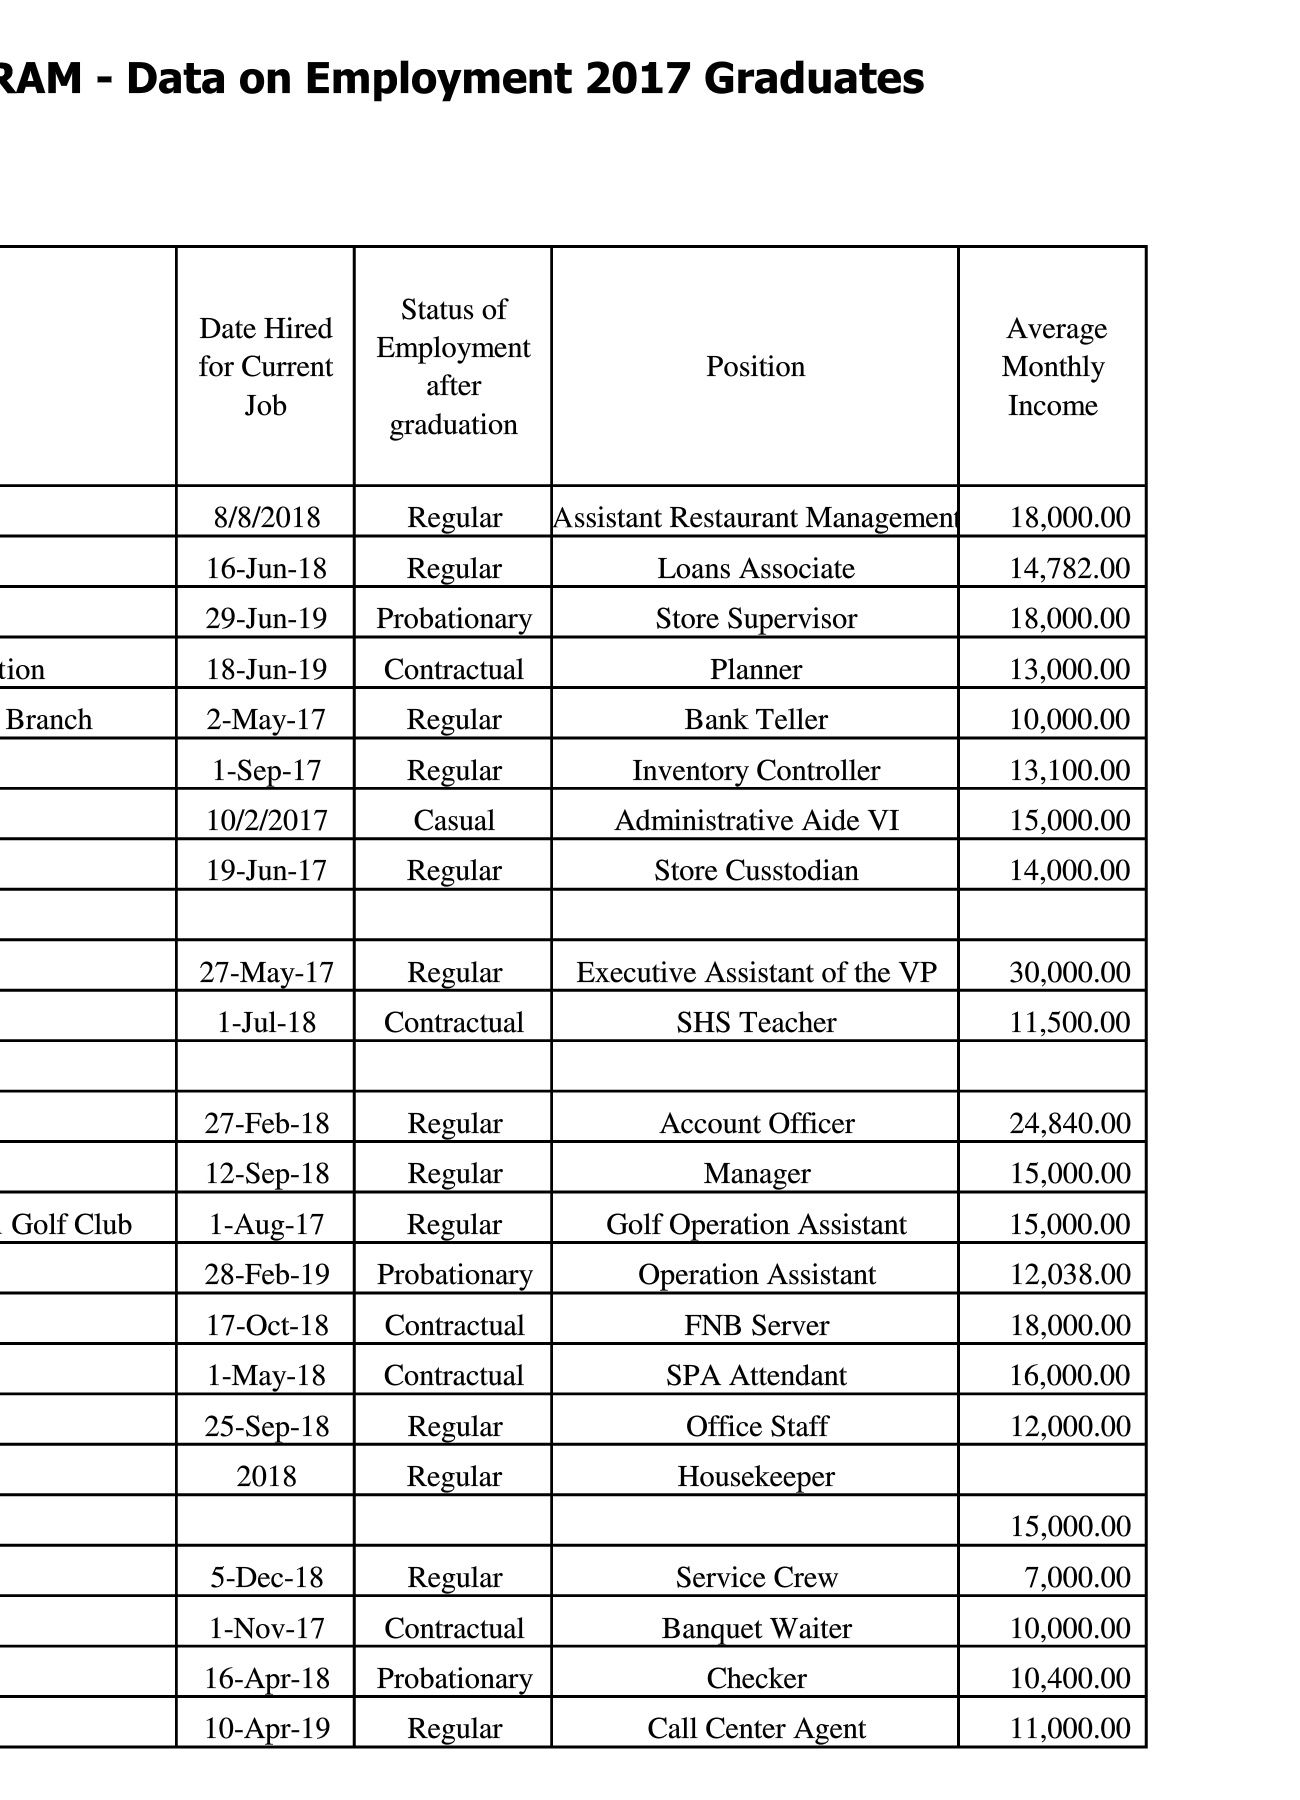 RAM - Data on Employment 2017 Graduates
Date Hired for Current Job Status of Employment after graduation Position Average Monthly Income
8/8/2018 Regular Assistant Restaurant Management 18,000.00
16-Jun-18 Regular Loans Associate 14,782.00
29-Jun-19 Probationary Store Supervisor 18,000.00
tion 18-Jun-19 Contractual Planner 13,000.00
Branch 2-May-17 Regular Bank Teller 10,000.00
1-Sep-17 Regular Inventory Controller 13,100.00
10/2/2017 Casual Administrative Aide VI 15,000.00
19-Jun-17 Regular Store Cusstodian 14,000.00
27-May-17 Regular Executive Assistant of the VP 30,000.00
1-Jul-18 Contractual SHS Teacher 11,500.00
27-Feb-18 Regular Account Officer 24,840.00
12-Sep-18 Regular Manager 15,000.00
Golf Club 1-Aug-17 Regular Golf Operation Assistant 15,000.00
28-Feb-19 Probationary Operation Assistant 12,038.00
17-Oct-18 Contractual FNB Server 18,000.00
1-May-18 Contractual SPA Attendant 16,000.00
25-Sep-18 Regular Office Staff 12,000.00
2018 Regular Housekeeper
15,000.00
5-Dec-18 Regular Service Crew 7,000.00
1-Nov-17 Contractual Banquet Waiter 10,000.00
16-Apr-18 Probationary Checker 10,400.00
10-Apr-19 Regular Call Center Agent 11,000.00